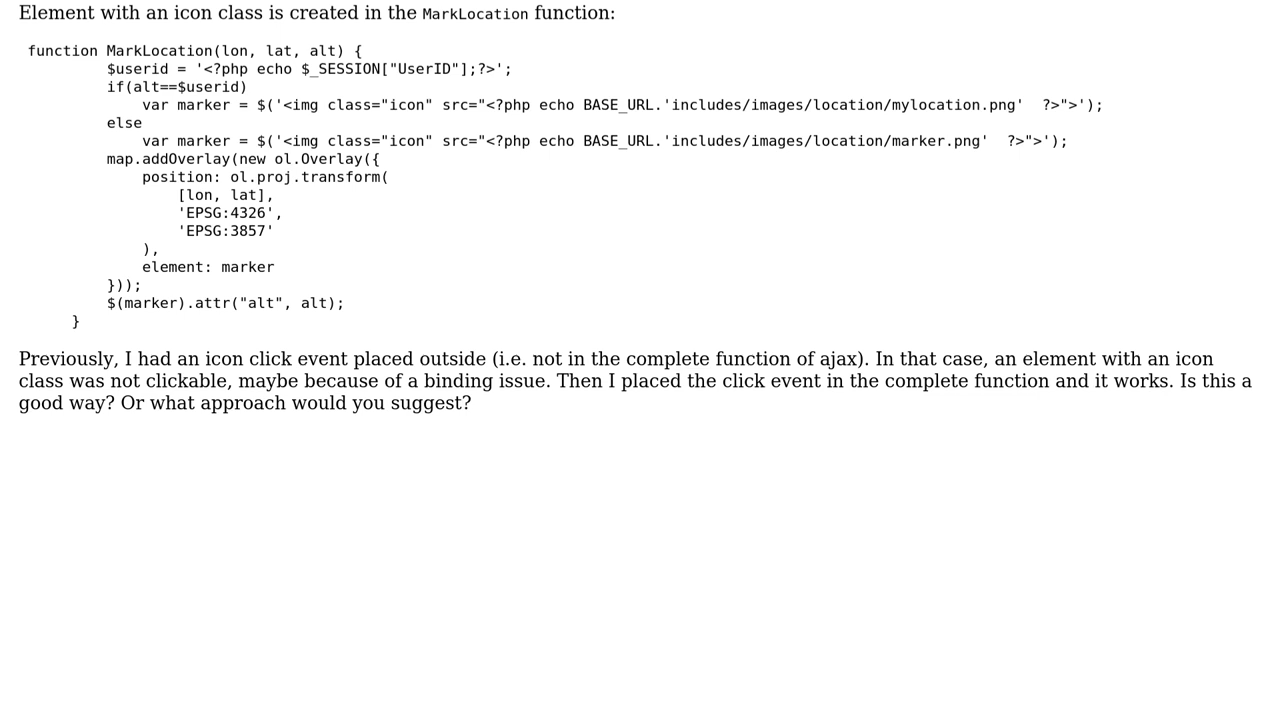 Element with an icon class is created in the MarkLocation function:
function MarkLocation(lon, lat, alt) {
$userid = '<?php echo $_SESSION["UserID"];?>';
if(alt==$userid)
var marker = $('<img class="icon" src="<?php echo BASE_URL.'includes/images/location/mylocation.png'  ?>">');
else
var marker = $('<img class="icon" src="<?php echo BASE_URL.'includes/images/location/marker.png'  ?>">');
map.addOverlay(new ol.Overlay({
position: ol.proj.transform(
[lon, lat],
'EPSG:4326',
'EPSG:3857'
),
element: marker
}));
$(marker).attr("alt", alt);
}
Previously, I had an icon click event placed outside (i.e. not in the complete function of ajax). In that case, an element with an icon
class was not clickable, maybe because of a binding issue. Then I placed the click event in the complete function and it works. Is this a
good way? Or what approach would you suggest?